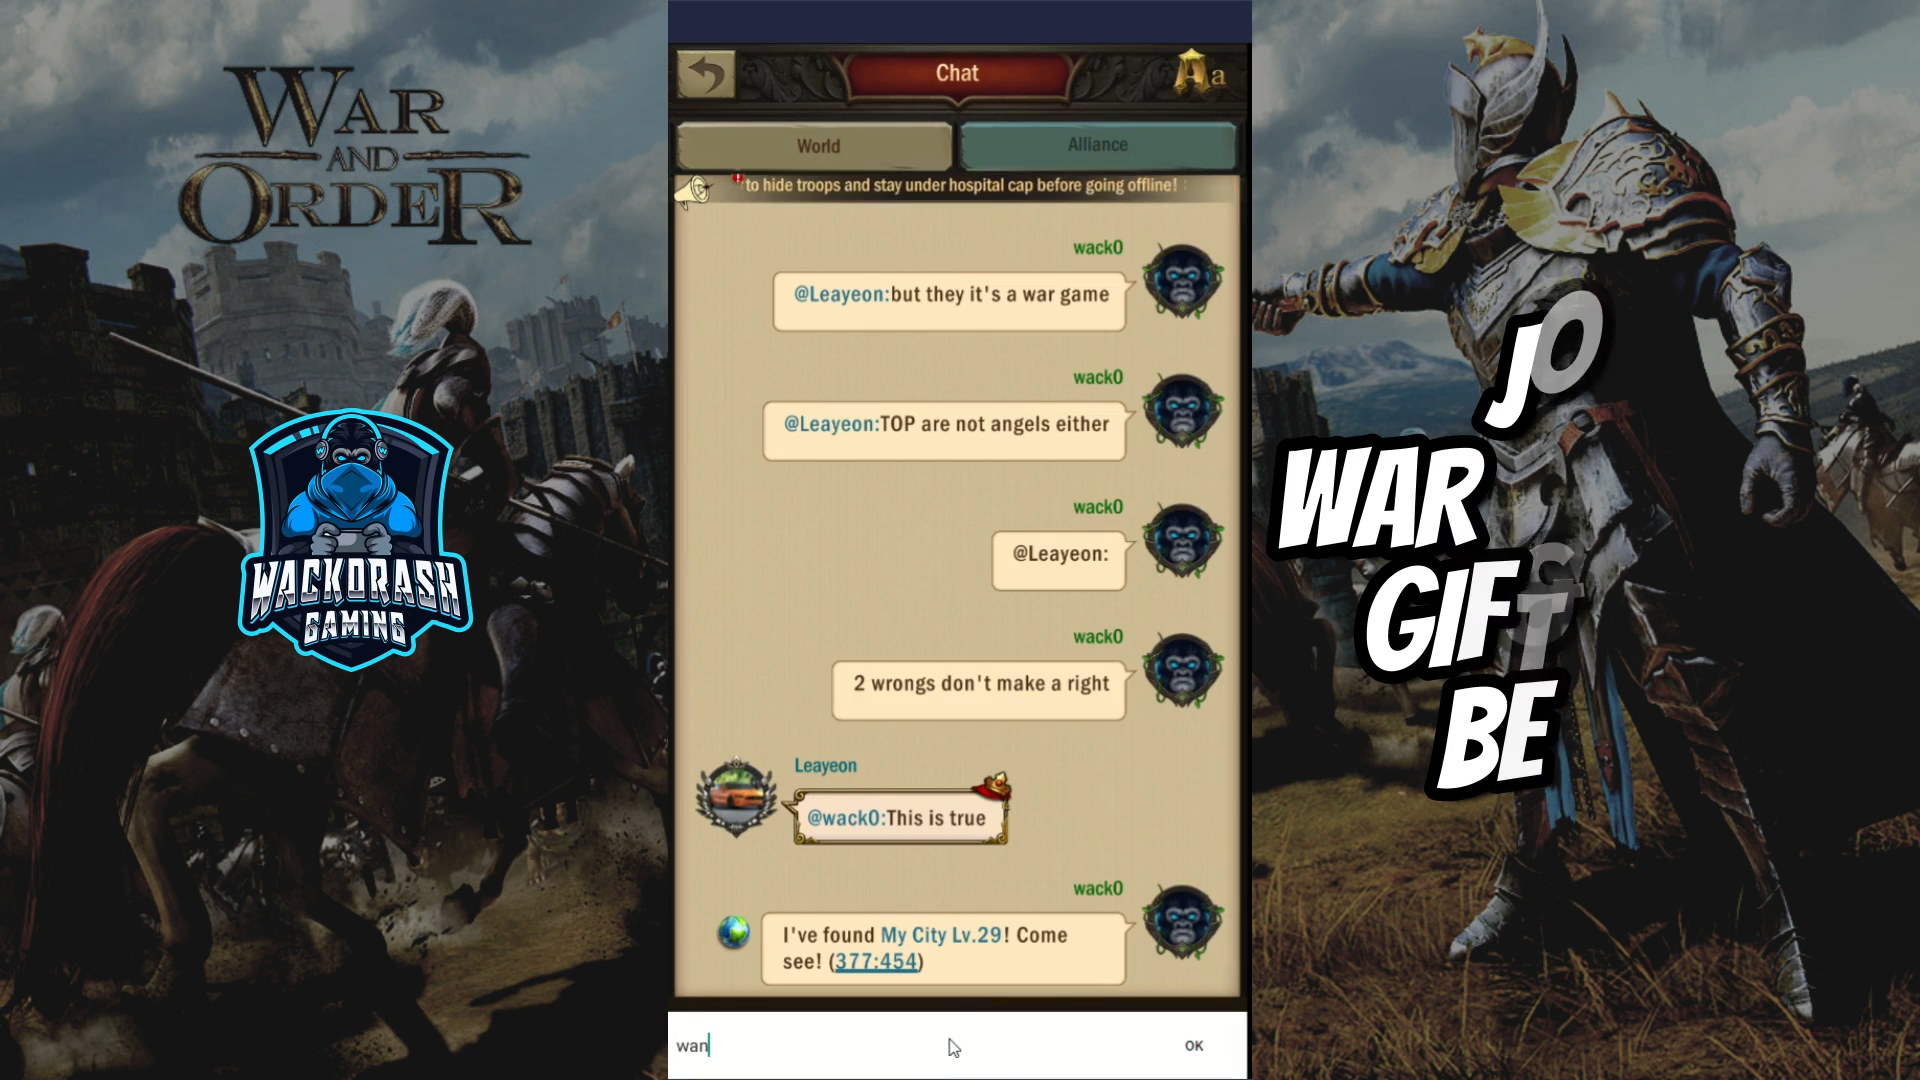 WAR
AND
ORDER
WACKORASH
GAMING
Chat
Aa
World
Alliance
to hide troops and stay under hospital cap before going offline!
wack0
@Leayeon:but they it's a war game
wack0
@Leayeon:TOP are not angels either
wack0
@Leayeon:
wack0
2 wrongs don't make a right
Leayeon
@wack0:This is true
wack0
I've found My City Lv.29! Come
see! (377:454)
wan
OK
JO
WAR
GIFT
BE